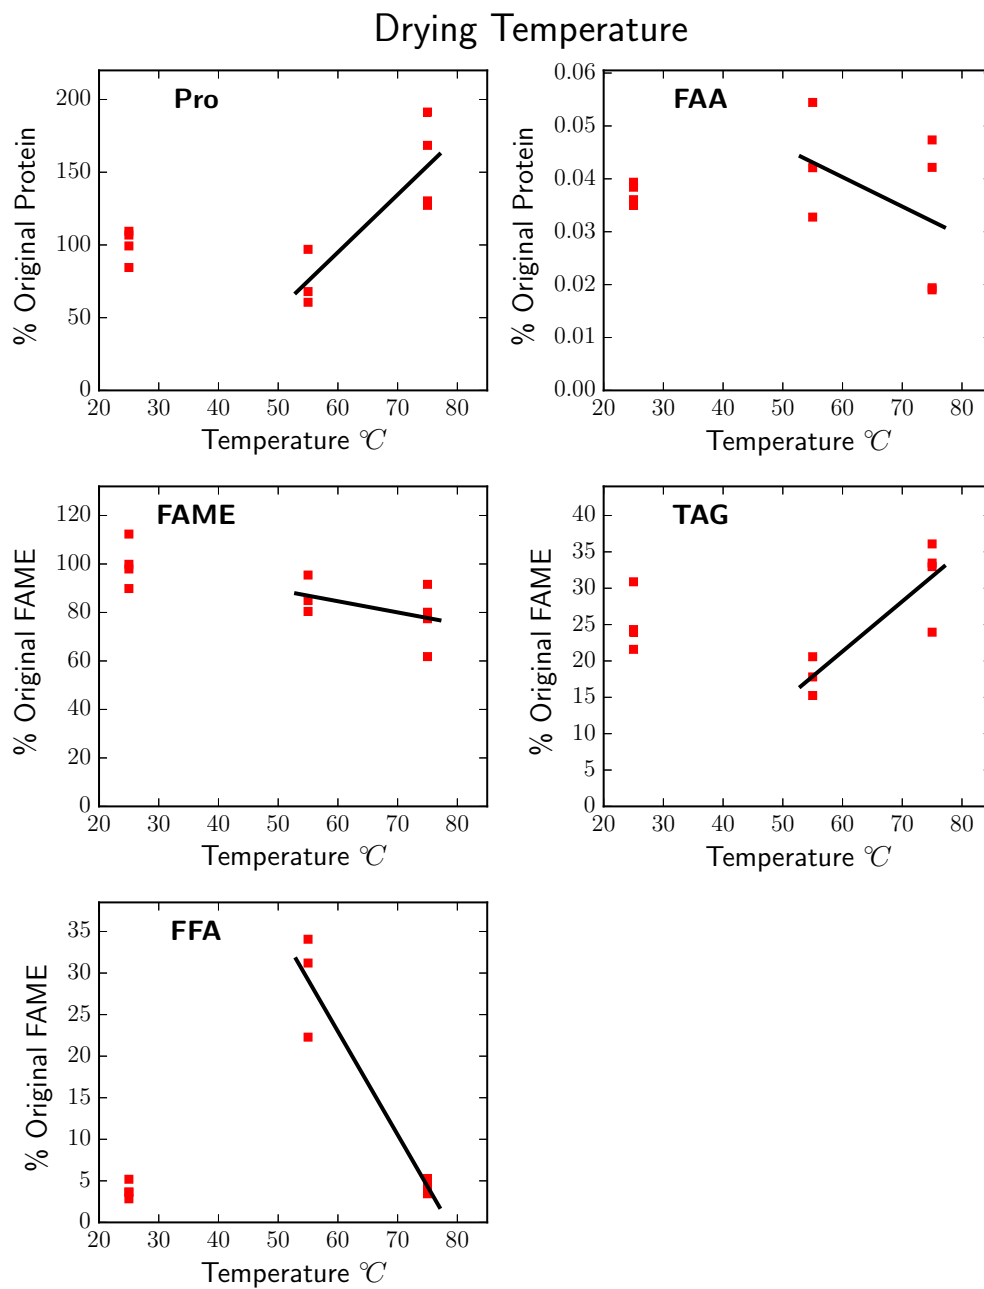 Drying Temperature
Pro
% Original Protein
200
150
100
50
0
20 30 40 50 60 70 80
Temperature °C
FAA
% Original Protein
0.06
0.05
0.04
0.03
0.02
0.01
0.00
20 30 40 50 60 70 80
Temperature °C
FAME
% Original FAME
120
100
80
60
40
20
0
20 30 40 50 60 70 80
Temperature °C
TAG
% Original FAME
40
35
30
25
20
15
10
5
0
20 30 40 50 60 70 80
Temperature °C
FFA
% Original FAME
35
30
25
20
15
10
5
0
20 30 40 50 60 70 80
Temperature °C